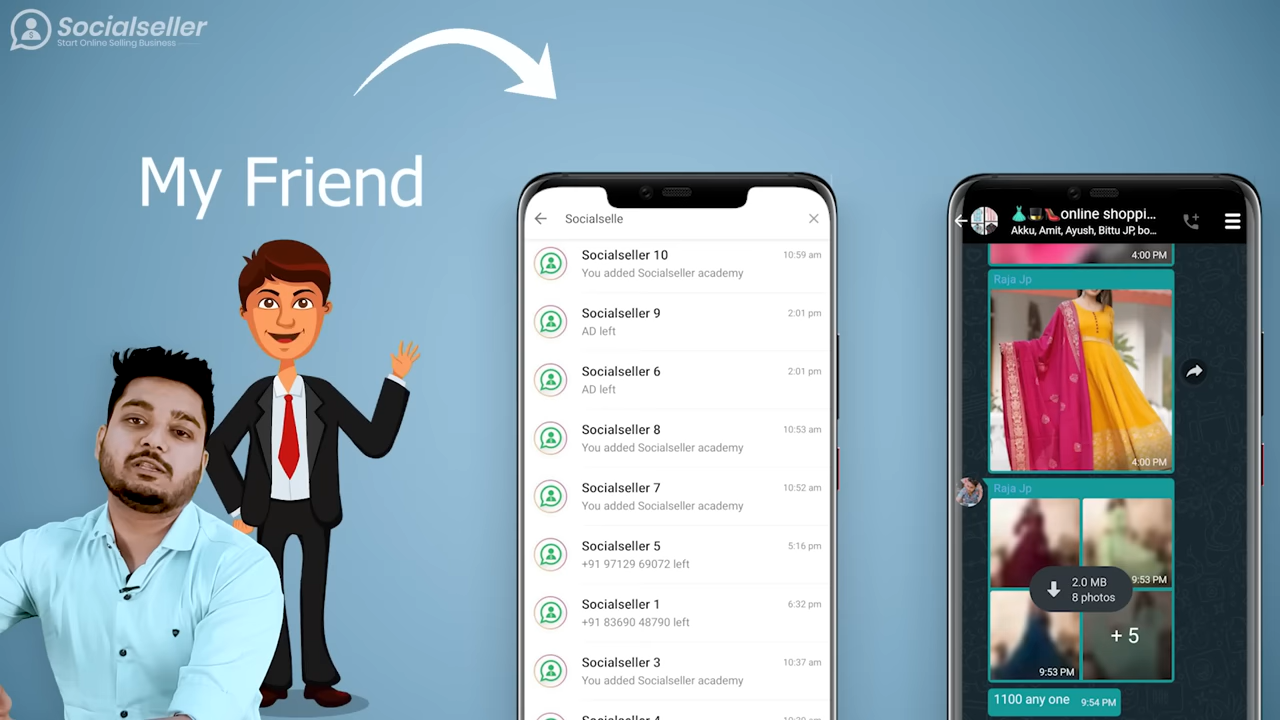 Socialseller
Start Online Selling Business
My Friend
Socialselle
Socialseller 10
10:59 am
You added Socialseller academy
Socialseller 9
2:01 pm
AD left
Socialseller 6
2:01 pm
AD left
Socialseller 8
10:53 am
You added Socialseller academy
Socialseller 7
10:52 am
You added Socialseller academy
Socialseller 5
5:16 pm
+91 97129 69072 left
Socialseller 1
6:32 pm
+91 83690 48790 left
Socialseller 3
10:37 am
You added Socialseller academy
online shoppi...
Akku, Amit, Ayush, Bittu JP, bo...
4:00 PM
Raja Jp
4:00 PM
Raja Jp
9:53 PM
2.0 MB
8 photos
+ 5
9:53 PM
1100 any one
9:54 PM